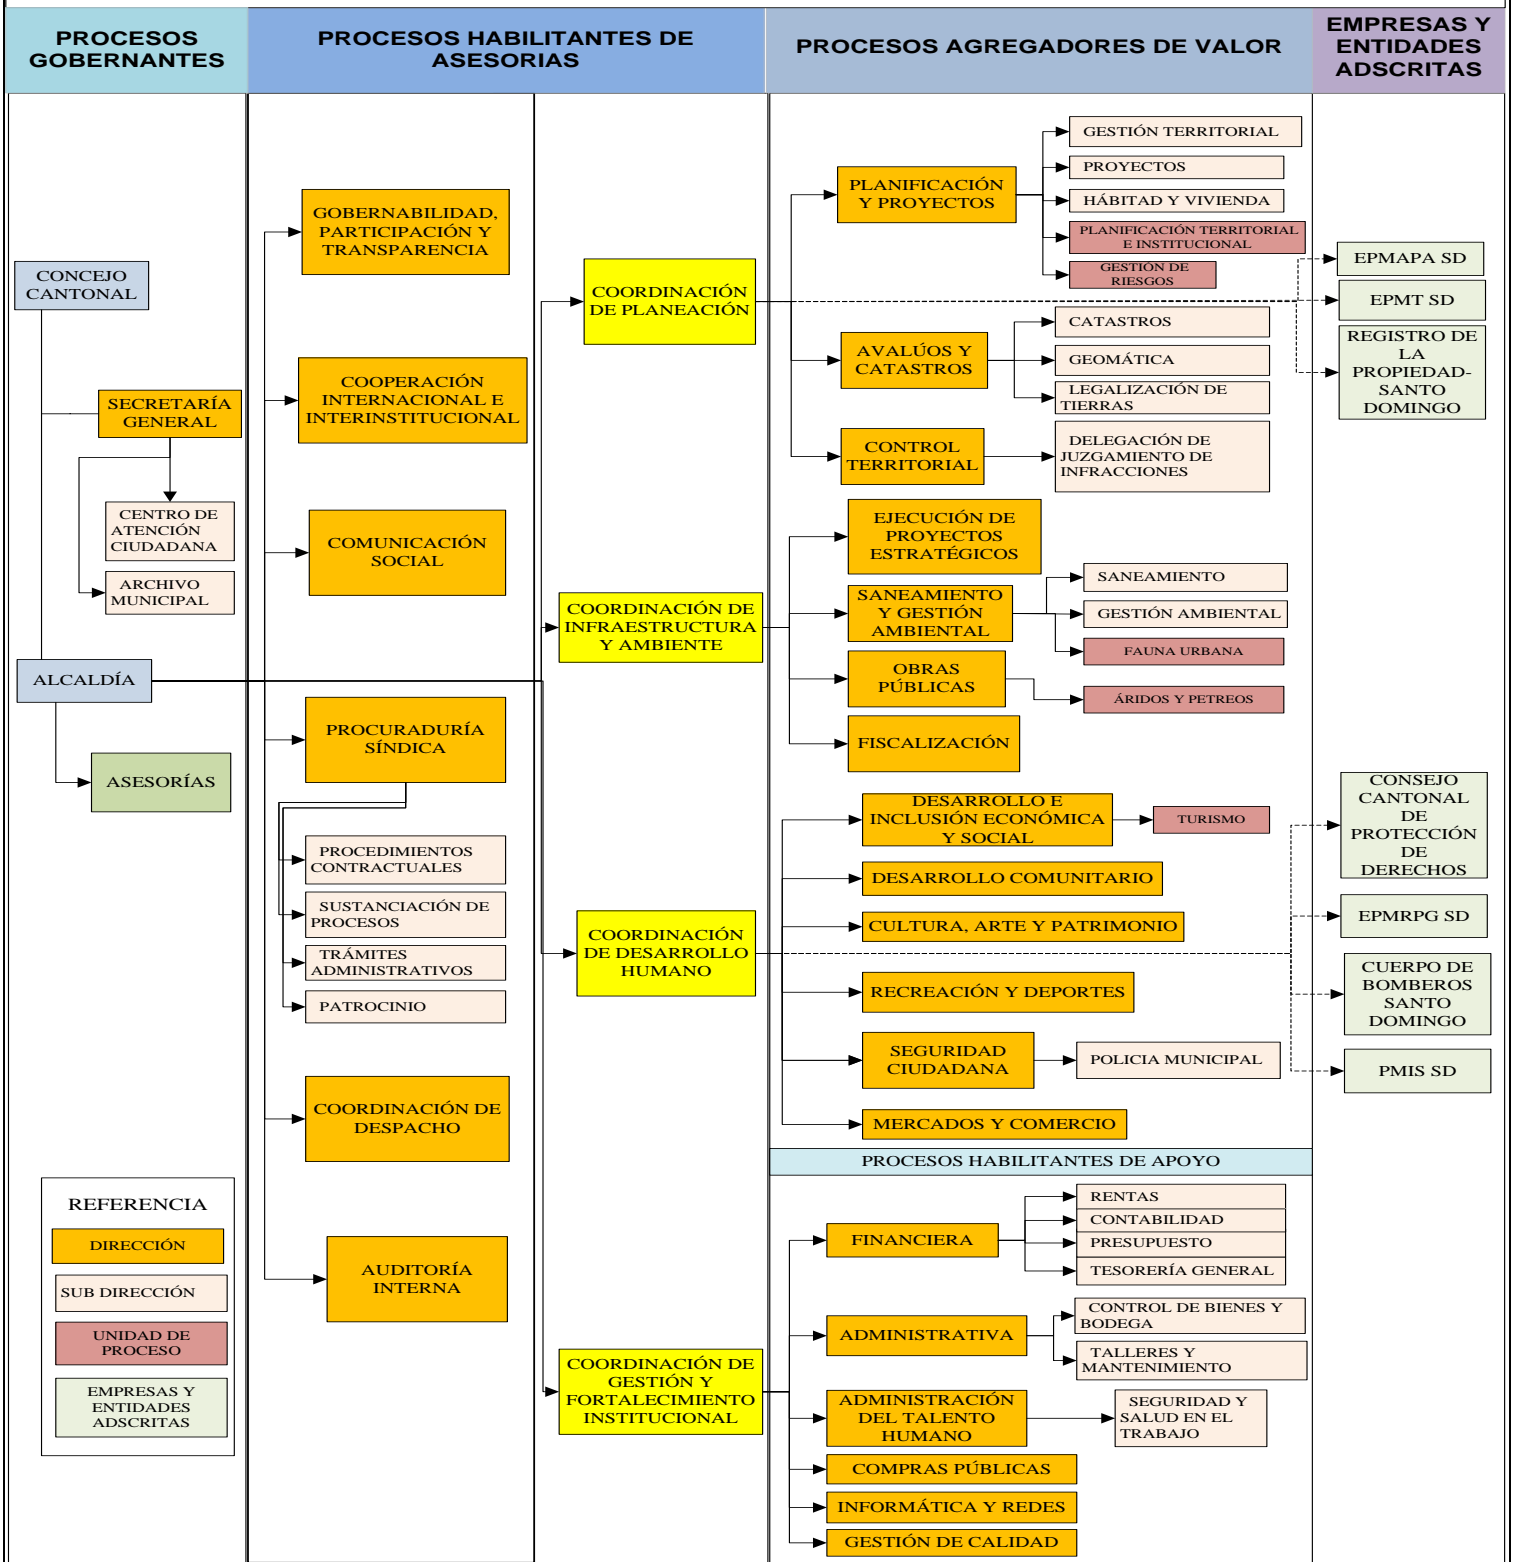 PROCESOS
GOBERNANTES
PROCESOS HABILITANTES DE
ASESORIAS
PROCESOS AGREGADORES DE VALOR
EMPRESAS Y
ENTIDADES
ADSCRITAS
CONCEJO
CANTONAL
SECRETARÍA
GENERAL
CENTRO DE
ATENCIÓN
CIUDADANA
ARCHIVO
MUNICIPAL
ALCALDÍA
ASESORÍAS
REFERENCIA
DIRECCIÓN
SUB DIRECCIÓN
UNIDAD DE
PROCESO
EMPRESAS Y
ENTIDADES
ADSCRITAS
GOBERNABILIDAD,
PARTICIPACIÓN Y
TRANSPARENCIA
COOPERACIÓN
INTERNACIONAL E
INTERINSTITUCIONAL
COMUNICACIÓN
SOCIAL
PROCURADURÍA
SÍNDICA
PROCEDIMIENTOS
CONTRACTUALES
SUSTANCIACIÓN DE
PROCESOS
TRÁMITES
ADMINISTRATIVOS
PATROCINIO
COORDINACIÓN DE
DESPACHO
AUDITORÍA
INTERNA
COORDINACIÓN
DE PLANEACIÓN
COORDINACIÓN DE
INFRAESTRUCTURA
Y AMBIENTE
COORDINACIÓN
DE DESARROLLO
HUMANO
COORDINACIÓN DE
GESTIÓN Y
FORTALECIMIENTO
INSTITUCIONAL
PLANIFICACIÓN
Y PROYECTOS
GESTIÓN TERRITORIAL
PROYECTOS
HÁBITAD Y VIVIENDA
PLANIFICACIÓN TERRITORIAL
E INSTITUCIONAL
GESTIÓN DE
RIESGOS
AVALÚOS Y
CATASTROS
CATASTROS
GEOMÁTICA
LEGALIZACIÓN DE
TIERRAS
CONTROL
TERRITORIAL
DELEGACIÓN DE
JUZGAMIENTO DE
INFRACCIONES
EJECUCIÓN DE
PROYECTOS
ESTRATÉGICOS
SANEAMIENTO
Y GESTIÓN
AMBIENTAL
SANEAMIENTO
GESTIÓN AMBIENTAL
FAUNA URBANA
OBRAS
PÚBLICAS
ÁRIDOS Y PETREOS
FISCALIZACIÓN
DESARROLLO E
INCLUSIÓN ECONÓMICA
Y SOCIAL
TURISMO
DESARROLLO COMUNITARIO
CULTURA, ARTE Y PATRIMONIO
RECREACIÓN Y DEPORTES
SEGURIDAD
CIUDADANA
POLICIA MUNICIPAL
MERCADOS Y COMERCIO
PROCESOS HABILITANTES DE APOYO
FINANCIERA
RENTAS
CONTABILIDAD
PRESUPUESTO
TESORERÍA GENERAL
ADMINISTRATIVA
CONTROL DE BIENES Y
BODEGA
TALLERES Y
MANTENIMIENTO
ADMINISTRACIÓN
DEL TALENTO
HUMANO
SEGURIDAD Y
SALUD EN EL
TRABAJO
COMPRAS PÚBLICAS
INFORMÁTICA Y REDES
GESTIÓN DE CALIDAD
EPMAPA SD
EPMT SD
REGISTRO DE
LA
PROPIEDAD-
SANTO
DOMINGO
CONSEJO
CANTONAL
DE
PROTECCIÓN
DE
DERECHOS
EPMRPG SD
CUERPO DE
BOMBEROS
SANTO
DOMINGO
PMIS SD